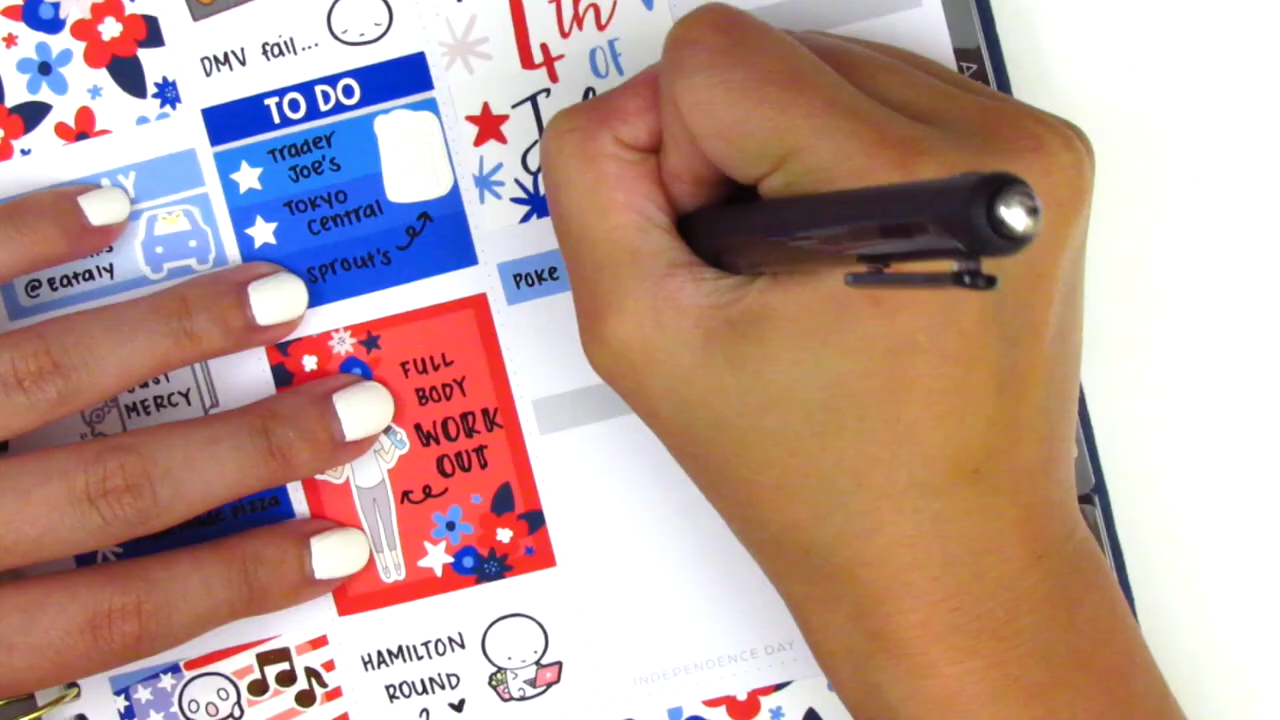 DMV fail...
TO DO
Trader
Joe's
TOKYO
Central
sprout's
@Eataly
MERCY
pizza
FULL
BODY
WORK
OUT
HAMILTON
ROUND
4th
OF
POKE
INDEPENDENCE DAY